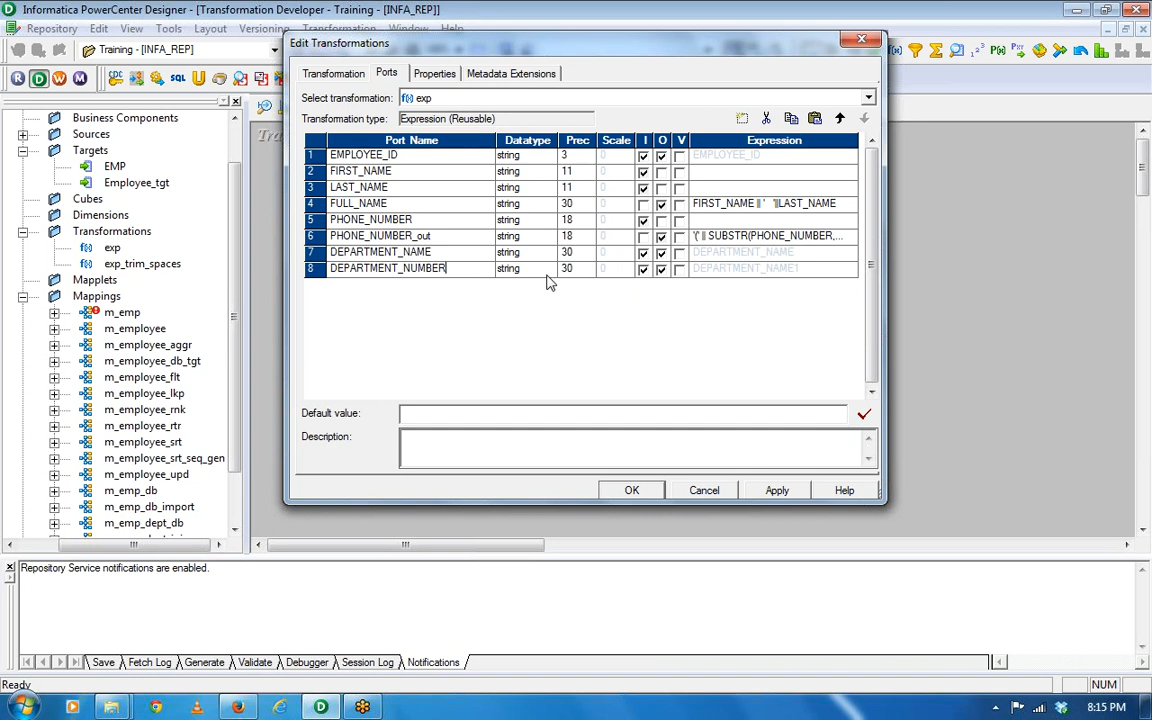 Informatica PowerCenter Designer - [Transformation Developer - Training - [INFA_REP]]
Repository Edit View Tools Layout Versioning Transformation Window Help
Training - [INFA_REP]
R D W M SQL
Business Components
Sources
Targets
EMP
Employee_tgt
Cubes
Dimensions
Transformations
exp
exp_trim_spaces
Mapplets
Mappings
m_emp
m_employee
m_employee_aggr
m_employee_db_tgt
m_employee_flt
m_employee_lkp
m_employee_rnk
m_employee_rtr
m_employee_srt
m_employee_srt_seq_gen
m_employee_upd
m_emp_db
m_emp_db_import
m_emp_dept_db
Edit Transformations
Transformation Ports Properties Metadata Extensions
Select transformation: f(x) exp
Transformation type: Expression (Reusable)
Port Name Datatype Prec Scale I O V Expression
1 EMPLOYEE_ID string 3 0 EMPLOYEE_ID
2 FIRST_NAME string 11 0
3 LAST_NAME string 11 0
4 FULL_NAME string 30 0 FIRST_NAME || ' '||LAST_NAME
5 PHONE_NUMBER string 18 0
6 PHONE_NUMBER_out string 18 0 '(' || SUBSTR(PHONE_NUMBER,...
7 DEPARTMENT_NAME string 30 0 DEPARTMENT_NAME
8 DEPARTMENT_NUMBER string 30 0 DEPARTMENT_NAME1
Default value:
Description:
OK Cancel Apply Help
Repository Service notifications are enabled.
Save Fetch Log Generate Validate Debugger Session Log Notifications
Ready NUM
8:15 PM